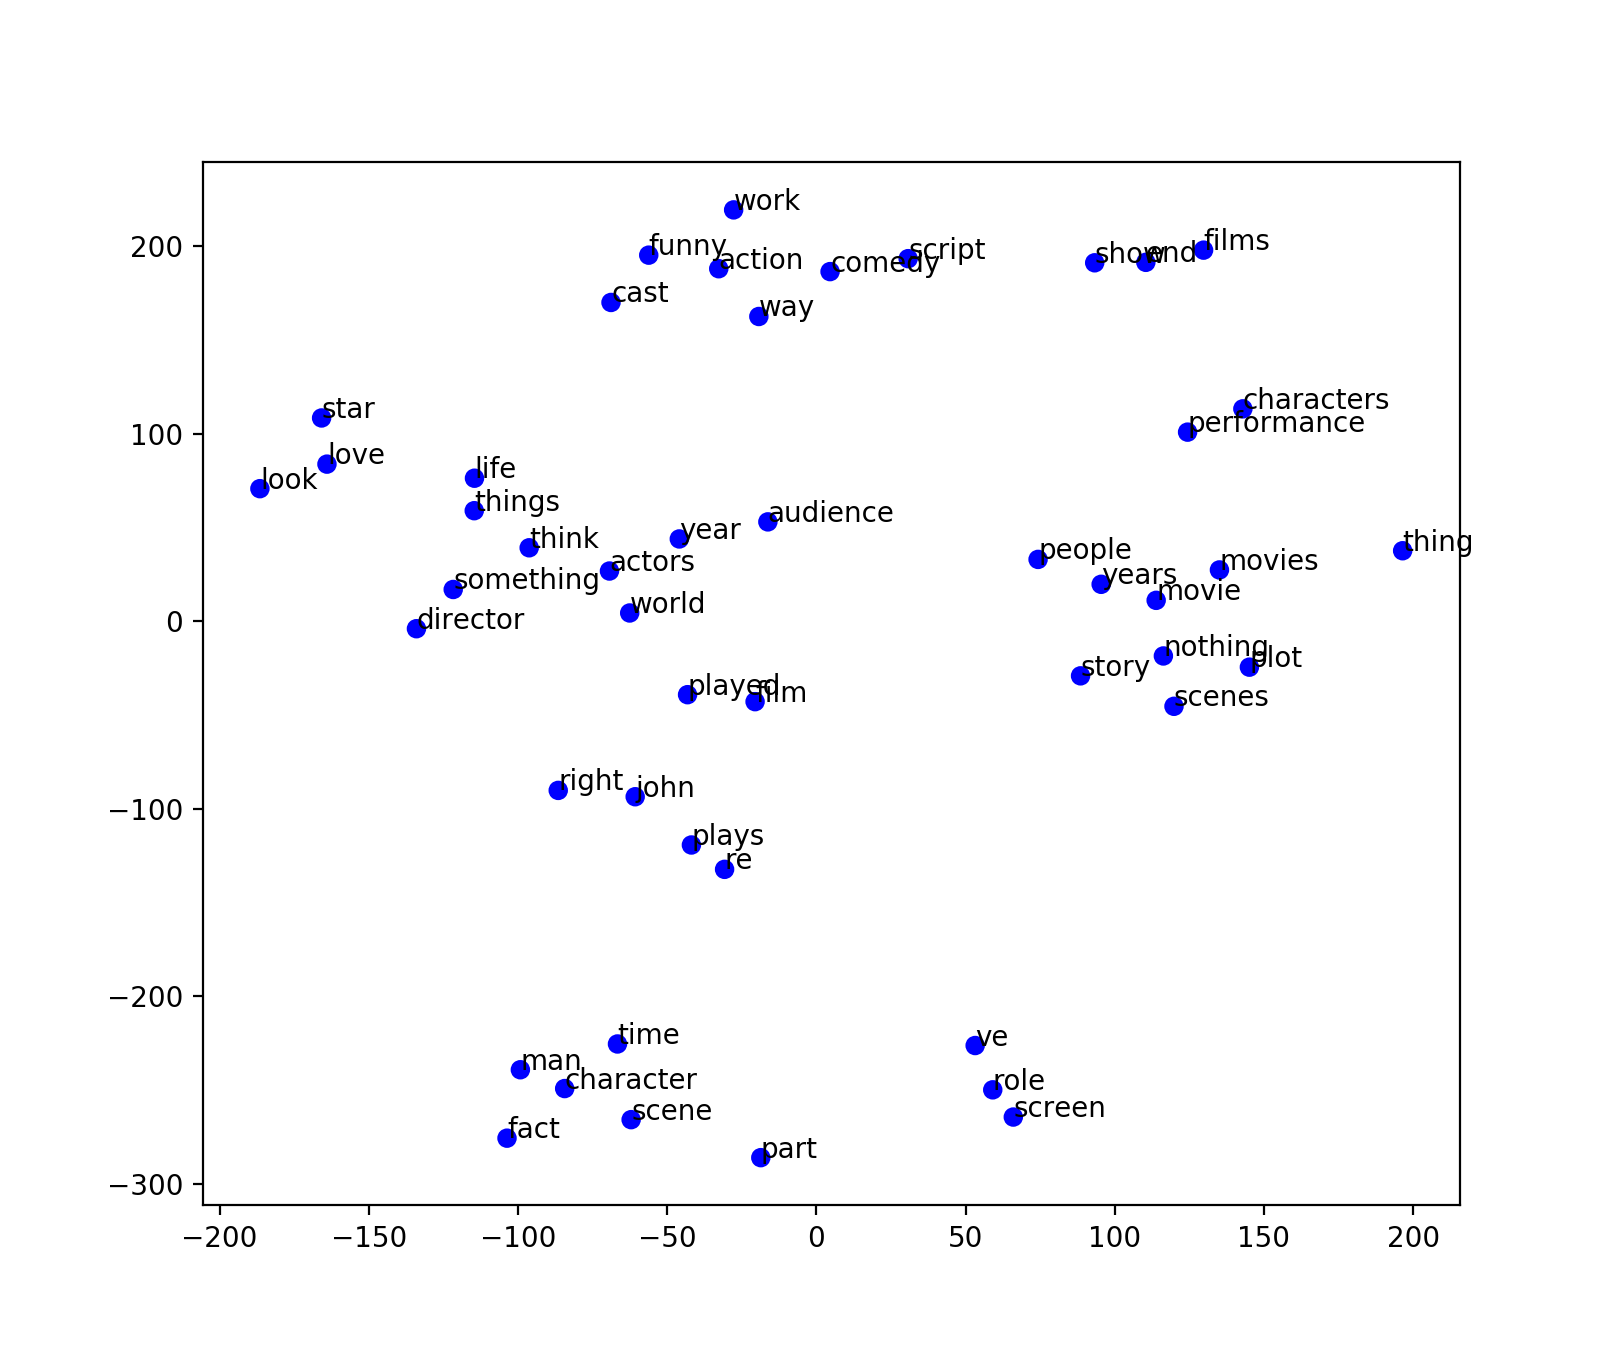 work
funny
action
comedy
script
show
end
films
cast
way
200
star
characters
performance
100
love
look
life
things
audience
year
think
actors
people
thing
movies
years
movie
something
world
0
director
nothing
plot
story
scenes
played
film
right
john
−100
plays
re
−200
time
ve
man
character
role
scene
screen
fact
part
−300
−200 −150 −100 −50 0 50 100 150 200